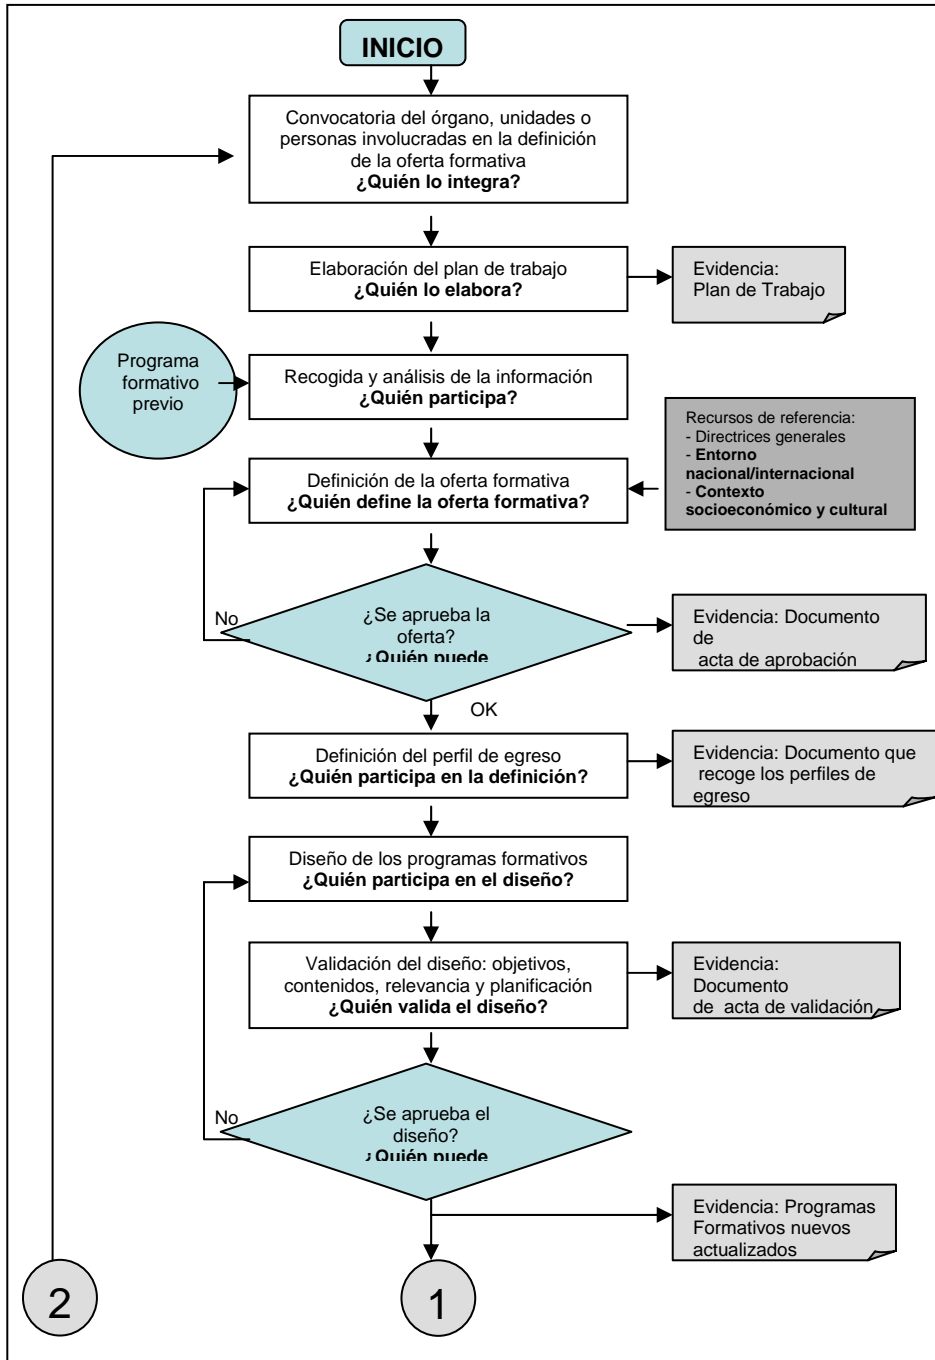 INICIO
Convocatoria del órgano, unidades o
personas involucradas en la definición
de la oferta formativa
¿Quién lo integra?
Elaboración del plan de trabajo
¿Quién lo elabora?
Evidencia:
Plan de Trabajo
Programa
formativo
previo
Recogida y análisis de la información
¿Quién participa?
Recursos de referencia:
- Directrices generales
- Entorno
nacional/internacional
- Contexto
socioeconómico y cultural
Definición de la oferta formativa
¿Quién define la oferta formativa?
No
¿Se aprueba la
oferta?
¿Quién puede
Evidencia: Documento
de
acta de aprobación
OK
Definición del perfil de egreso
¿Quién participa en la definición?
Evidencia: Documento que
recoge los perfiles de
egreso
Diseño de los programas formativos
¿Quién participa en el diseño?
Validación del diseño: objetivos,
contenidos, relevancia y planificación
¿Quién valida el diseño?
Evidencia:
Documento
de acta de validación
No
¿Se aprueba el
diseño?
¿Quién puede
Evidencia: Programas
Formativos nuevos
actualizados
2
1